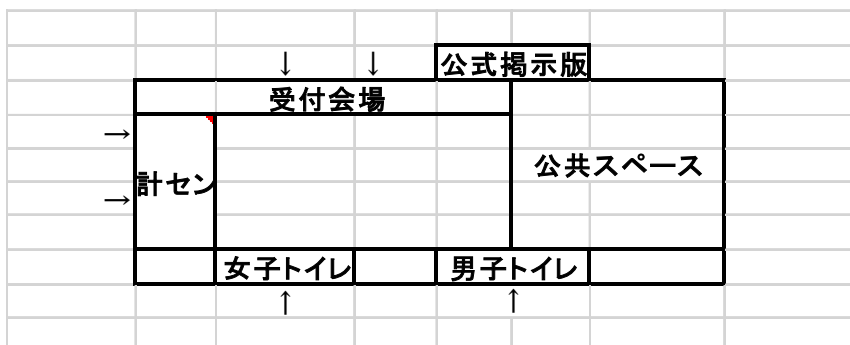 ↓ ↓ 公式掲示版
受付会場
→
公共スペース
計セン
→
女子トイレ 男子トイレ
↑ ↑